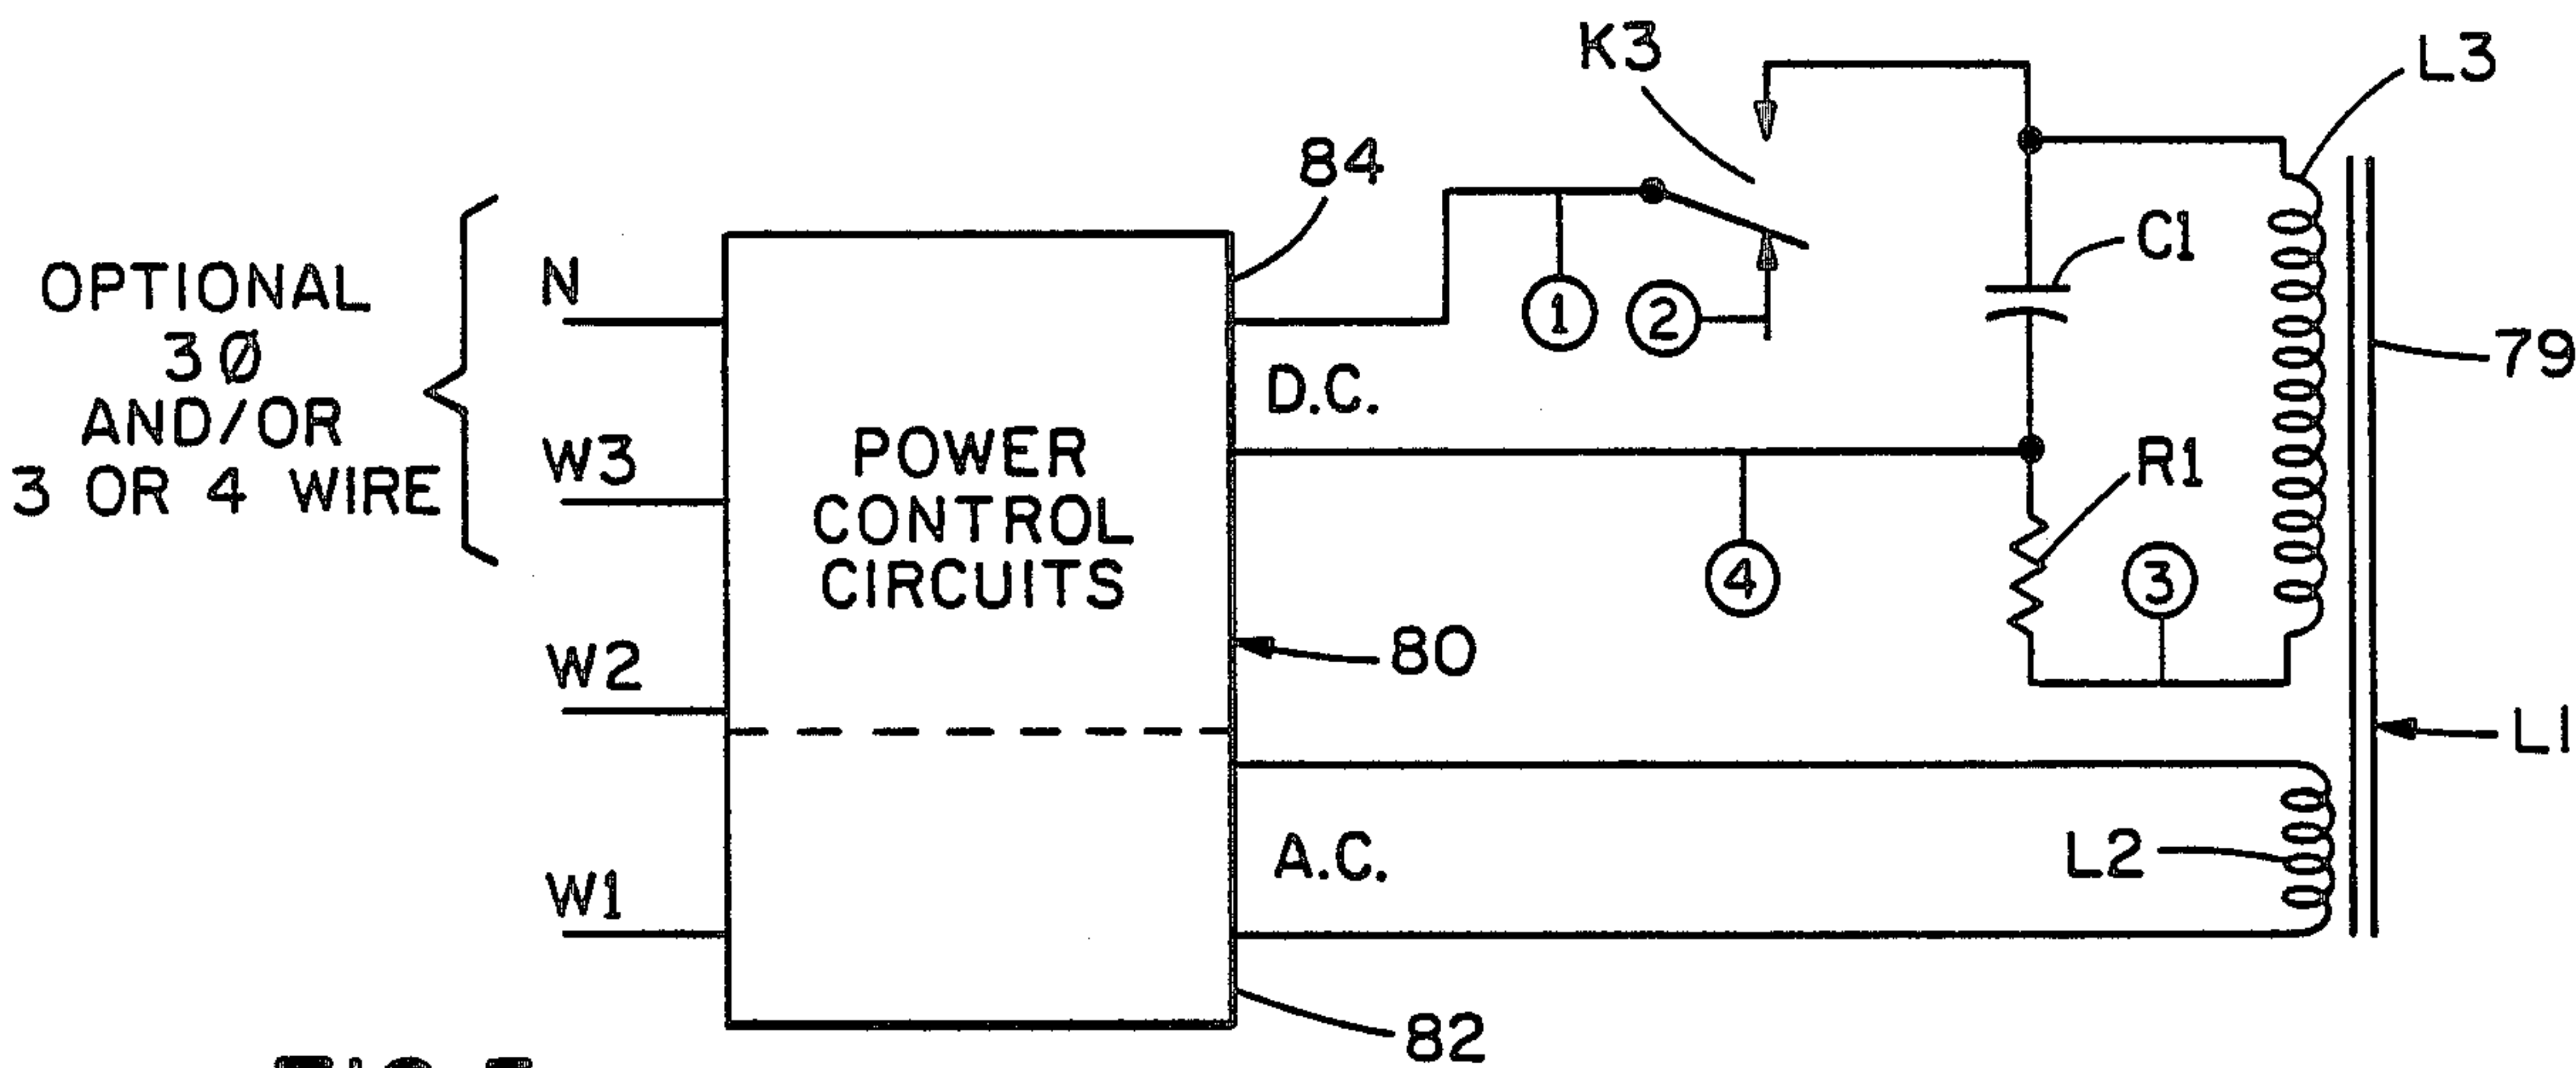 K3
L3
84
C1
OPTIONAL
3Ø
AND/OR
3 OR 4 WIRE
N
W3
W2
W1
POWER
CONTROL
CIRCUITS
1
2
D.C.
79
R1
4
3
80
L1
A.C.
L2
82